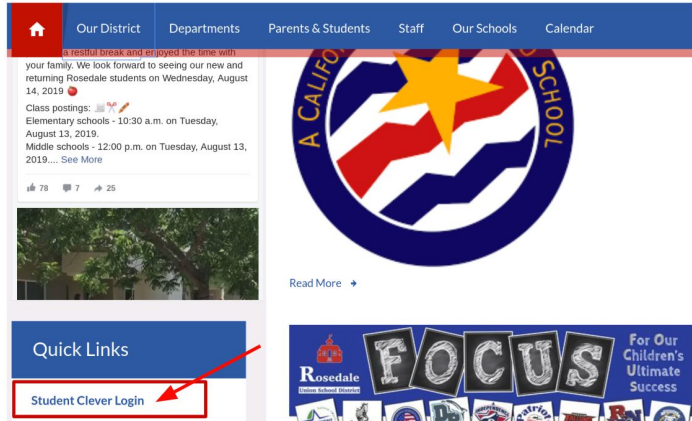 Our District Departments Parents & Students Staff Our Schools Calendar
a restful break and enjoyed the time with
your family. We look forward to seeing our new and
returning Rosedale students on Wednesday, August
14, 2019
Class postings:
Elementary schools - 10:30 a.m. on Tuesday,
August 13, 2019.
Middle schools - 12:00 p.m. on Tuesday, August 13,
2019.... See More
78 7 25
A CALIFO
SCHOOL
Read More
Quick Links
Student Clever Login
Rosedale
Union School District
FOCUS
For Our
Children's
Ultimate
Success
INDEPENDENCE
Patriot